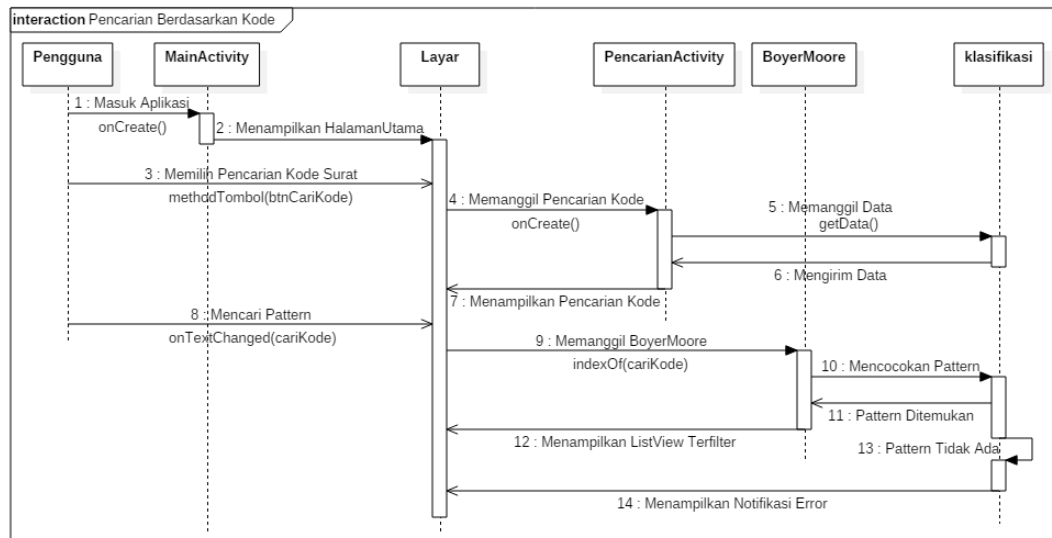 interaction Pencarian Berdasarkan Kode
Pengguna
MainActivity
Layar
PencarianActivity
BoyerMoore
klasifikasi
1 : Masuk Aplikasi
onCreate()
2 : Menampilkan HalamanUtama
3 : Memilih Pencarian Kode Surat
methodTombol(btnCariKode)
4 : Memanggil Pencarian Kode
onCreate()
5 : Memanggil Data
getData()
6 : Mengirim Data
7 : Menampilkan Pencarian Kode
8 : Mencari Pattern
onTextChanged(cariKode)
9 : Memanggil BoyerMoore
indexOf(cariKode)
10 : Mencocokan Pattern
11 : Pattern Ditemukan
12 : Menampilkan ListView Terfilter
13 : Pattern Tidak Ada
14 : Menampilkan Notifikasi Error